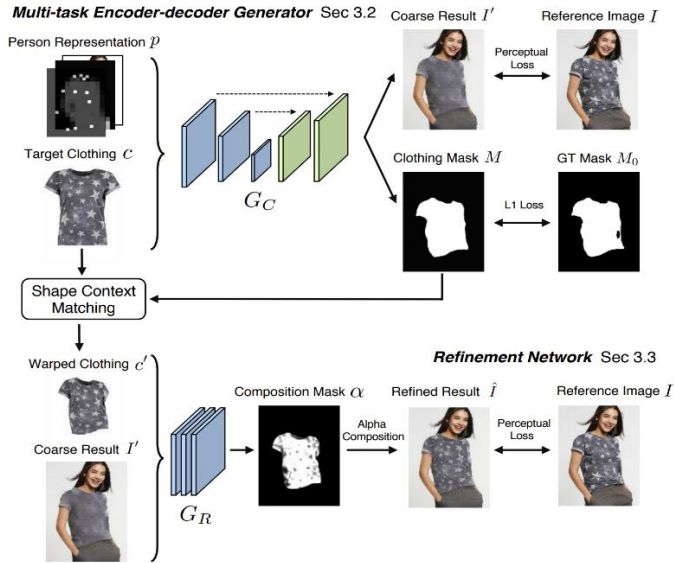 Multi-task Encoder-decoder Generator Sec 3.2
Person Representation p
Target Clothing c
G_C
Coarse Result I'
Reference Image I
Perceptual
Loss
Clothing Mask M
GT Mask M_0
L1 Loss
Shape Context
Matching
Refinement Network Sec 3.3
Warped Clothing c'
Coarse Result I'
G_R
Composition Mask α
Alpha
Composition
Refined Result Î
Perceptual
Loss
Reference Image I